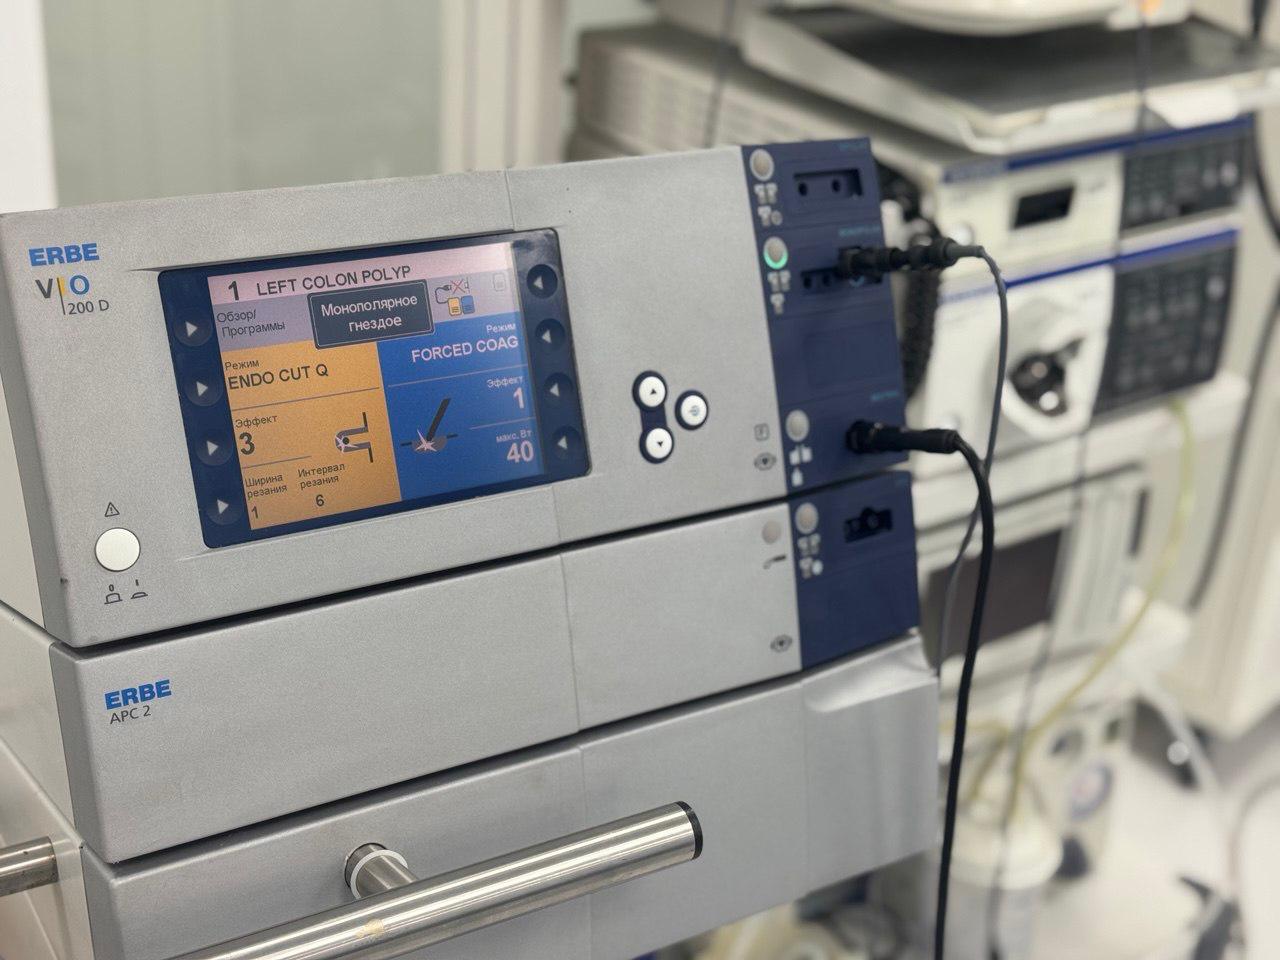 ERBE
VIO
200 D
1 LEFT COLON POLYP
Обзор/
Программы
Монополярное
гнездое
Режим
ENDO CUT Q
Эффект
3
Ширина
резания
1
Интервал
резания
6
Режим
FORCED COAG
Эффект
1
макс. Вт
40
0 I
ERBE
APC 2